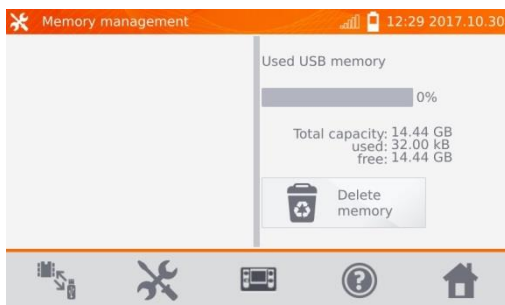 Memory management
12:29 2017.10.30
Used USB memory
0%
Total capacity: 14.44 GB
used: 32.00 kB
free: 14.44 GB
Delete
memory
?